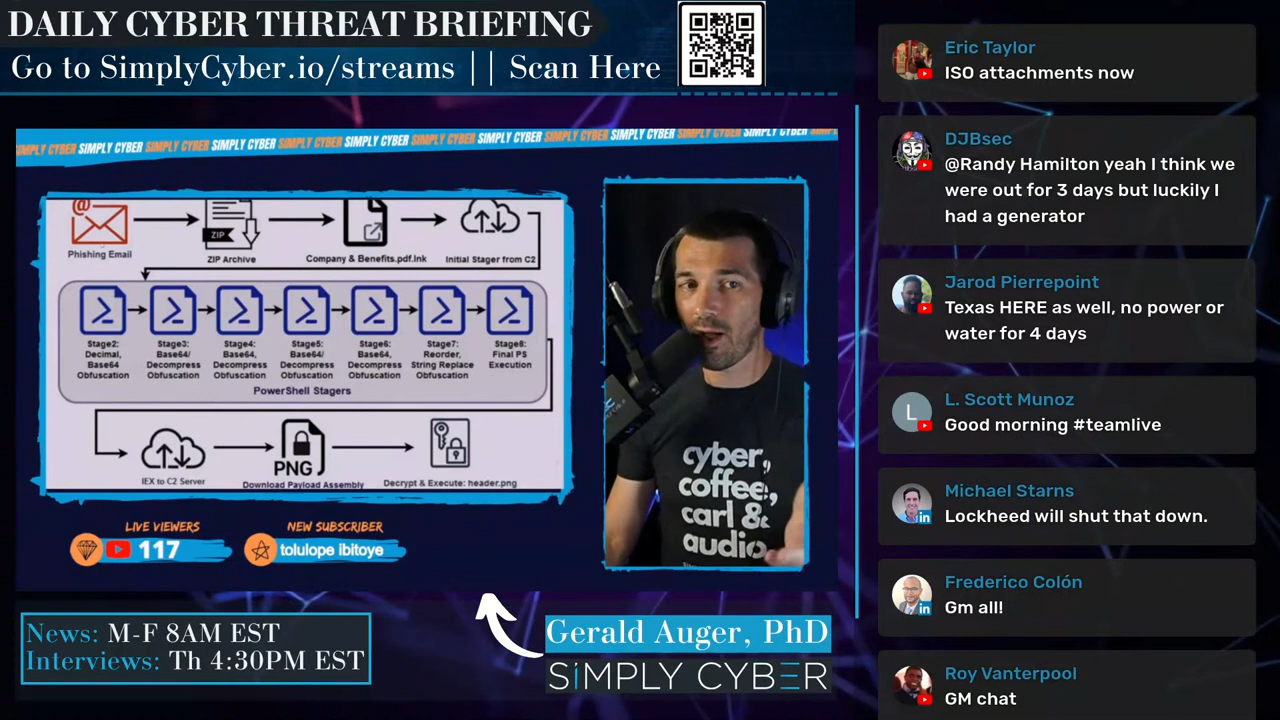 DAILY CYBER THREAT BRIEFING
Go to SimplyCyber.io/streams || Scan Here
SIMPLY CYBER SIMPLY CYBER SIMPLY CYBER SIMPLY CYBER SIMPLY CYBER SIMPLY CYBER SIMPLY CYBER SIMPLY CYBER SIMPLY CYBER SIMPLY CYBER SIMPLY CYBER SIMPLY CYBER
@
ZIP
Phishing Email
ZIP Archive
Company & Benefits.pdf.lnk
Initial Stager from C2
Stage2:
Decimal,
Base64
Obfuscation
Stage3:
Base64/
Decompress
Obfuscation
Stage4:
Base64,
Decompress
Obfuscation
Stage5:
Base64/
Decompress
Obfuscation
Stage6:
Base64,
Decompress
Obfuscation
Stage7:
Reorder,
String Replace
Obfuscation
Stage8:
Final PS
Execution
PowerShell Stagers
PNG
IEX to C2 Server
Download Payload Assembly
Decrypt & Execute: header.png
cyber,
coffee,
carl &
audio
LIVE VIEWERS
117
NEW SUBSCRIBER
tolulope ibitoye
News: M-F 8AM EST
Interviews: Th 4:30PM EST
Gerald Auger, PhD
SIMPLY CYBER
Eric Taylor
ISO attachments now
DJBsec
@Randy Hamilton yeah I think we
were out for 3 days but luckily I
had a generator
Jarod Pierrepoint
Texas HERE as well, no power or
water for 4 days
L
L. Scott Munoz
Good morning #teamlive
Michael Starns
Lockheed will shut that down.
Frederico Colón
Gm all!
Roy Vanterpool
GM chat